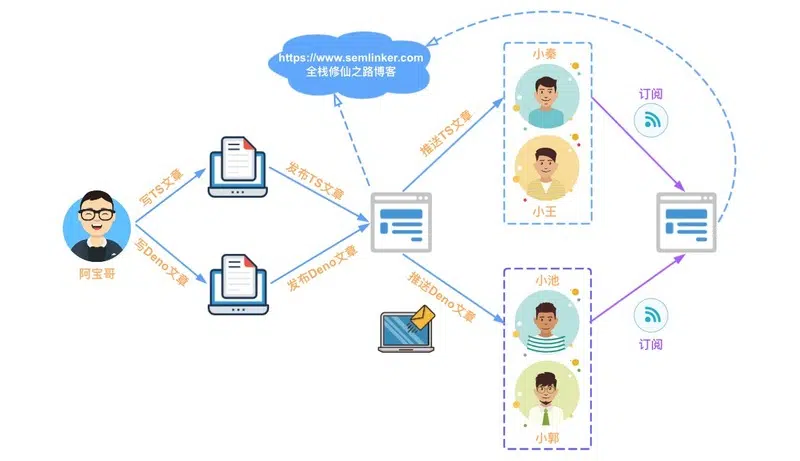 https://www.semlinker.com
全栈修仙之路博客
小秦
订阅
推送TS文章
写TS文章
发布TS文章
小王
阿宝哥
写Deno文章
发布Deno文章
推送Deno文章
小池
订阅
小郭